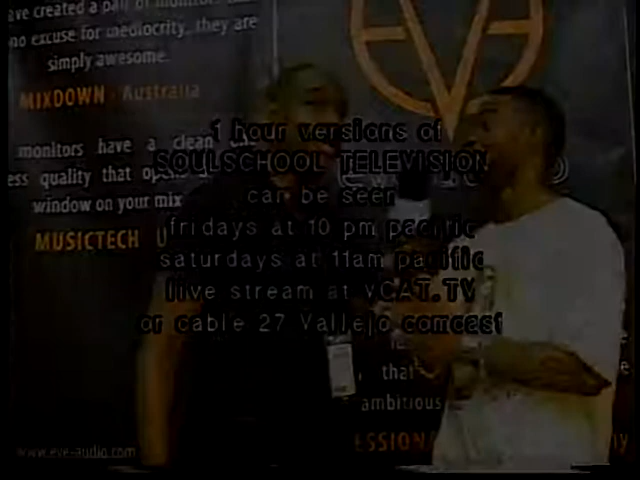 ave created a pair of monitors
no excuse for mediocrity, they are
simply awesome.
MIXDOWN - Australia
monitors have a clean
ess quality that
window on your mix
MUSICTECH
1 hour versions of
SOULSCHOOL TELEVISION
can be seen
fridays at 10 pm pacific
saturdays at 11am pacific
live stream at VCAT.TV
or cable 27 Vallejo comcast
that
ambitious
ESSION
www.eve-audio.com